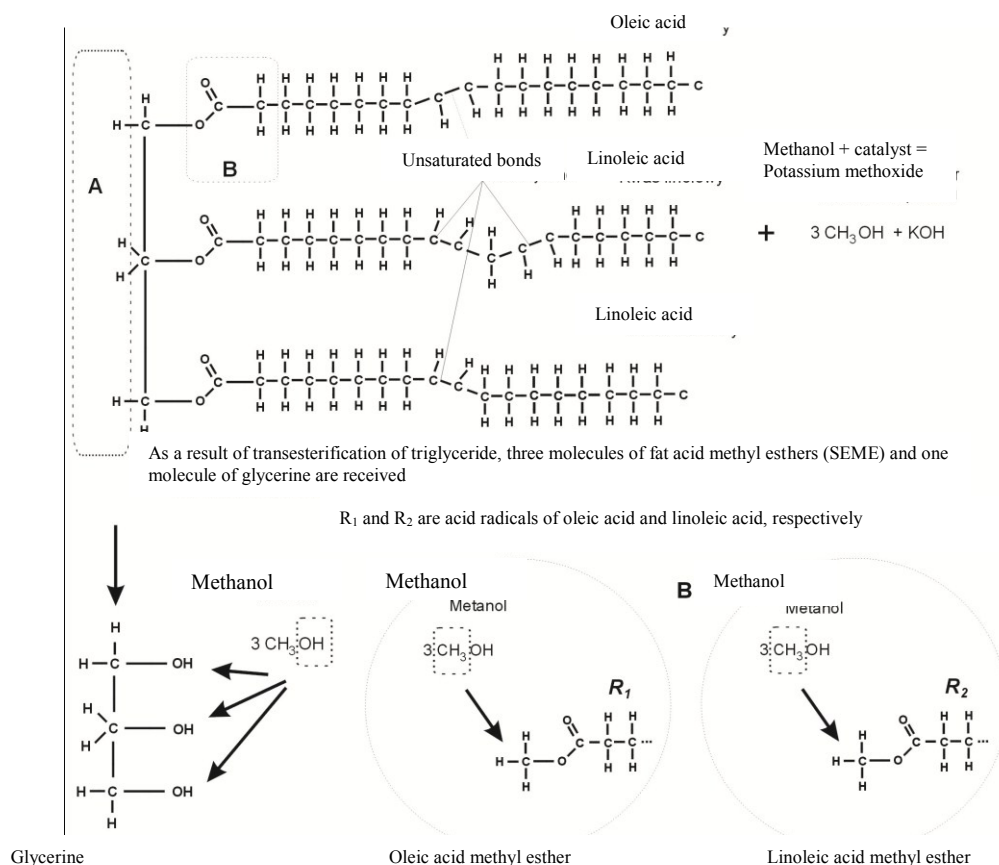 Oleic acid
Unsaturated bonds
Linoleic acid
Methanol + catalyst =
Potassium methoxide
A
B
+ 3 CH₃OH + KOH
Linoleic acid
As a result of transesterification of triglyceride, three molecules of fat acid methyl esthers (SEME) and one
molecule of glycerine are received
R₁ and R₂ are acid radicals of oleic acid and linoleic acid, respectively
Methanol
Methanol
B
Methanol
Metanol
Metanol
3 CH₃OH
3 CH₃OH
3 CH₃OH
R₁
R₂
OH
OH
OH
Glycerine
Oleic acid methyl esther
Linoleic acid methyl esther